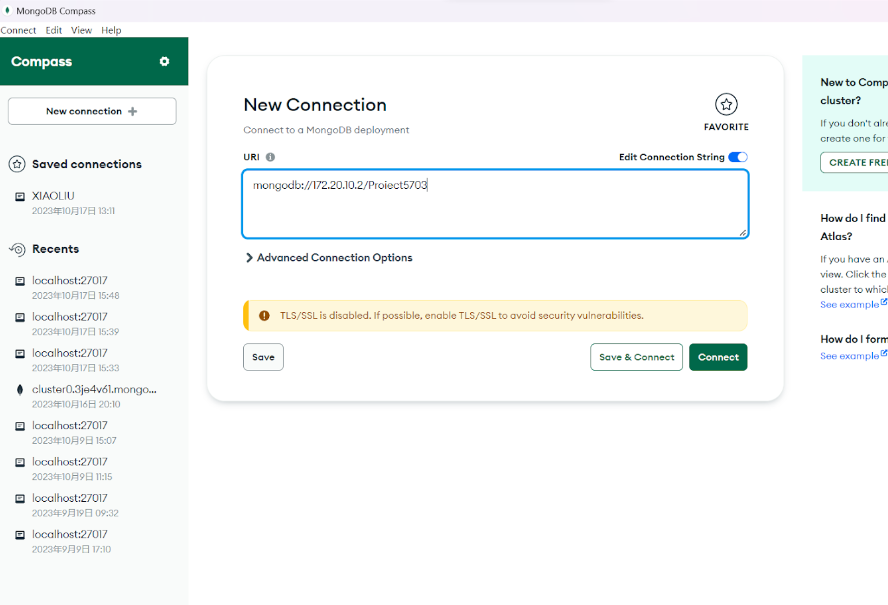 MongoDB Compass
Connect Edit View Help
Compass
New connection
Saved connections
XIAOLIU
2023年10月17日 13:11
Recents
localhost:27017
2023年10月17日 15:48
localhost:27017
2023年10月17日 15:39
localhost:27017
2023年10月17日 15:33
cluster0.3je4v61.mongo...
2023年10月16日 20:10
localhost:27017
2023年10月9日 15:07
localhost:27017
2023年10月9日 11:15
localhost:27017
2023年9月19日 09:32
localhost:27017
2023年9月9日 17:10
New Connection
Connect to a MongoDB deployment
FAVORITE
URI
Edit Connection String
mongodb://172.20.10.2/Project5703
Advanced Connection Options
TLS/SSL is disabled. If possible, enable TLS/SSL to avoid security vulnerabilities.
Save
Save & Connect
Connect
New to Comp
cluster?
If you don't alre
create one for
CREATE FREE
How do I find
Atlas?
If you have an A
view. Click the
cluster to which
See example
How do I form
See example